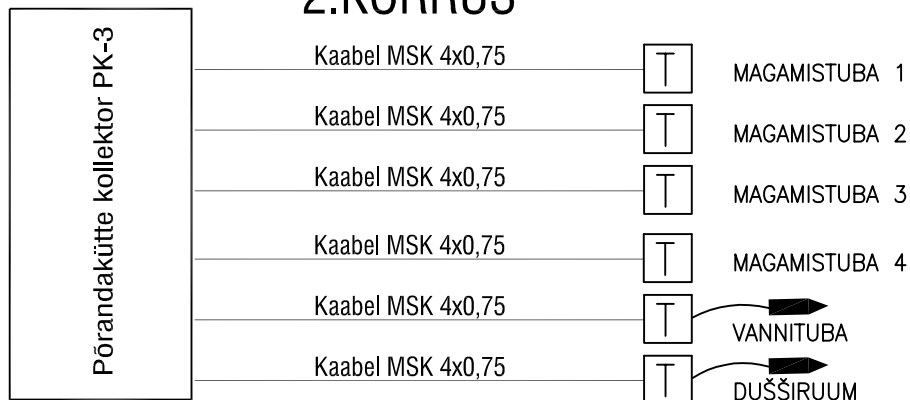 2.KORRUS
Põrandakütte kollektor PK-3
Kaabel MSK 4x0,75
T
MAGAMISTUBA 1
Kaabel MSK 4x0,75
T
MAGAMISTUBA 2
Kaabel MSK 4x0,75
T
MAGAMISTUBA 3
Kaabel MSK 4x0,75
T
MAGAMISTUBA 4
Kaabel MSK 4x0,75
T
VANNITUBA
Kaabel MSK 4x0,75
T
DUŠŠIRUUM